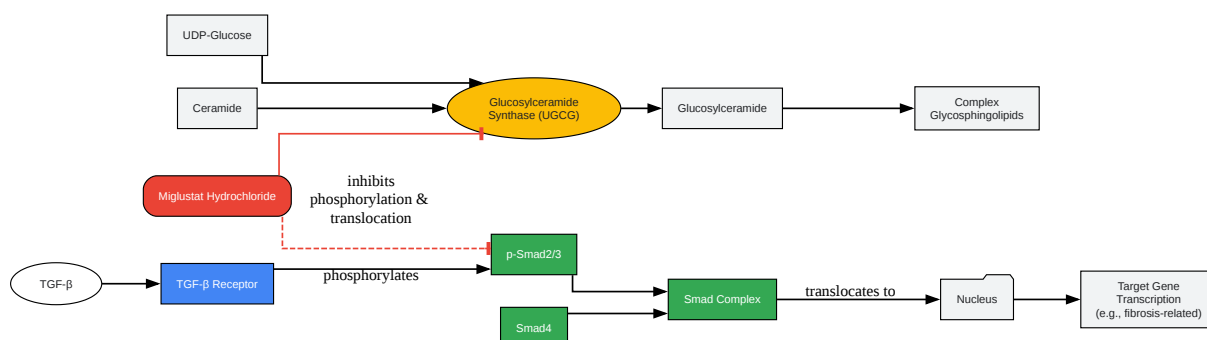 UDP-Glucose
Ceramide
Glucosylceramide
Synthase (UGCG)
Glucosylceramide
Complex
Glycosphingolipids
Miglustat Hydrochloride
inhibits
phosphorylation &
translocation
TGF-β
TGF-β Receptor
phosphorylates
p-Smad2/3
Smad4
Smad Complex
translocates to
Nucleus
Target Gene
Transcription
(e.g., fibrosis-related)